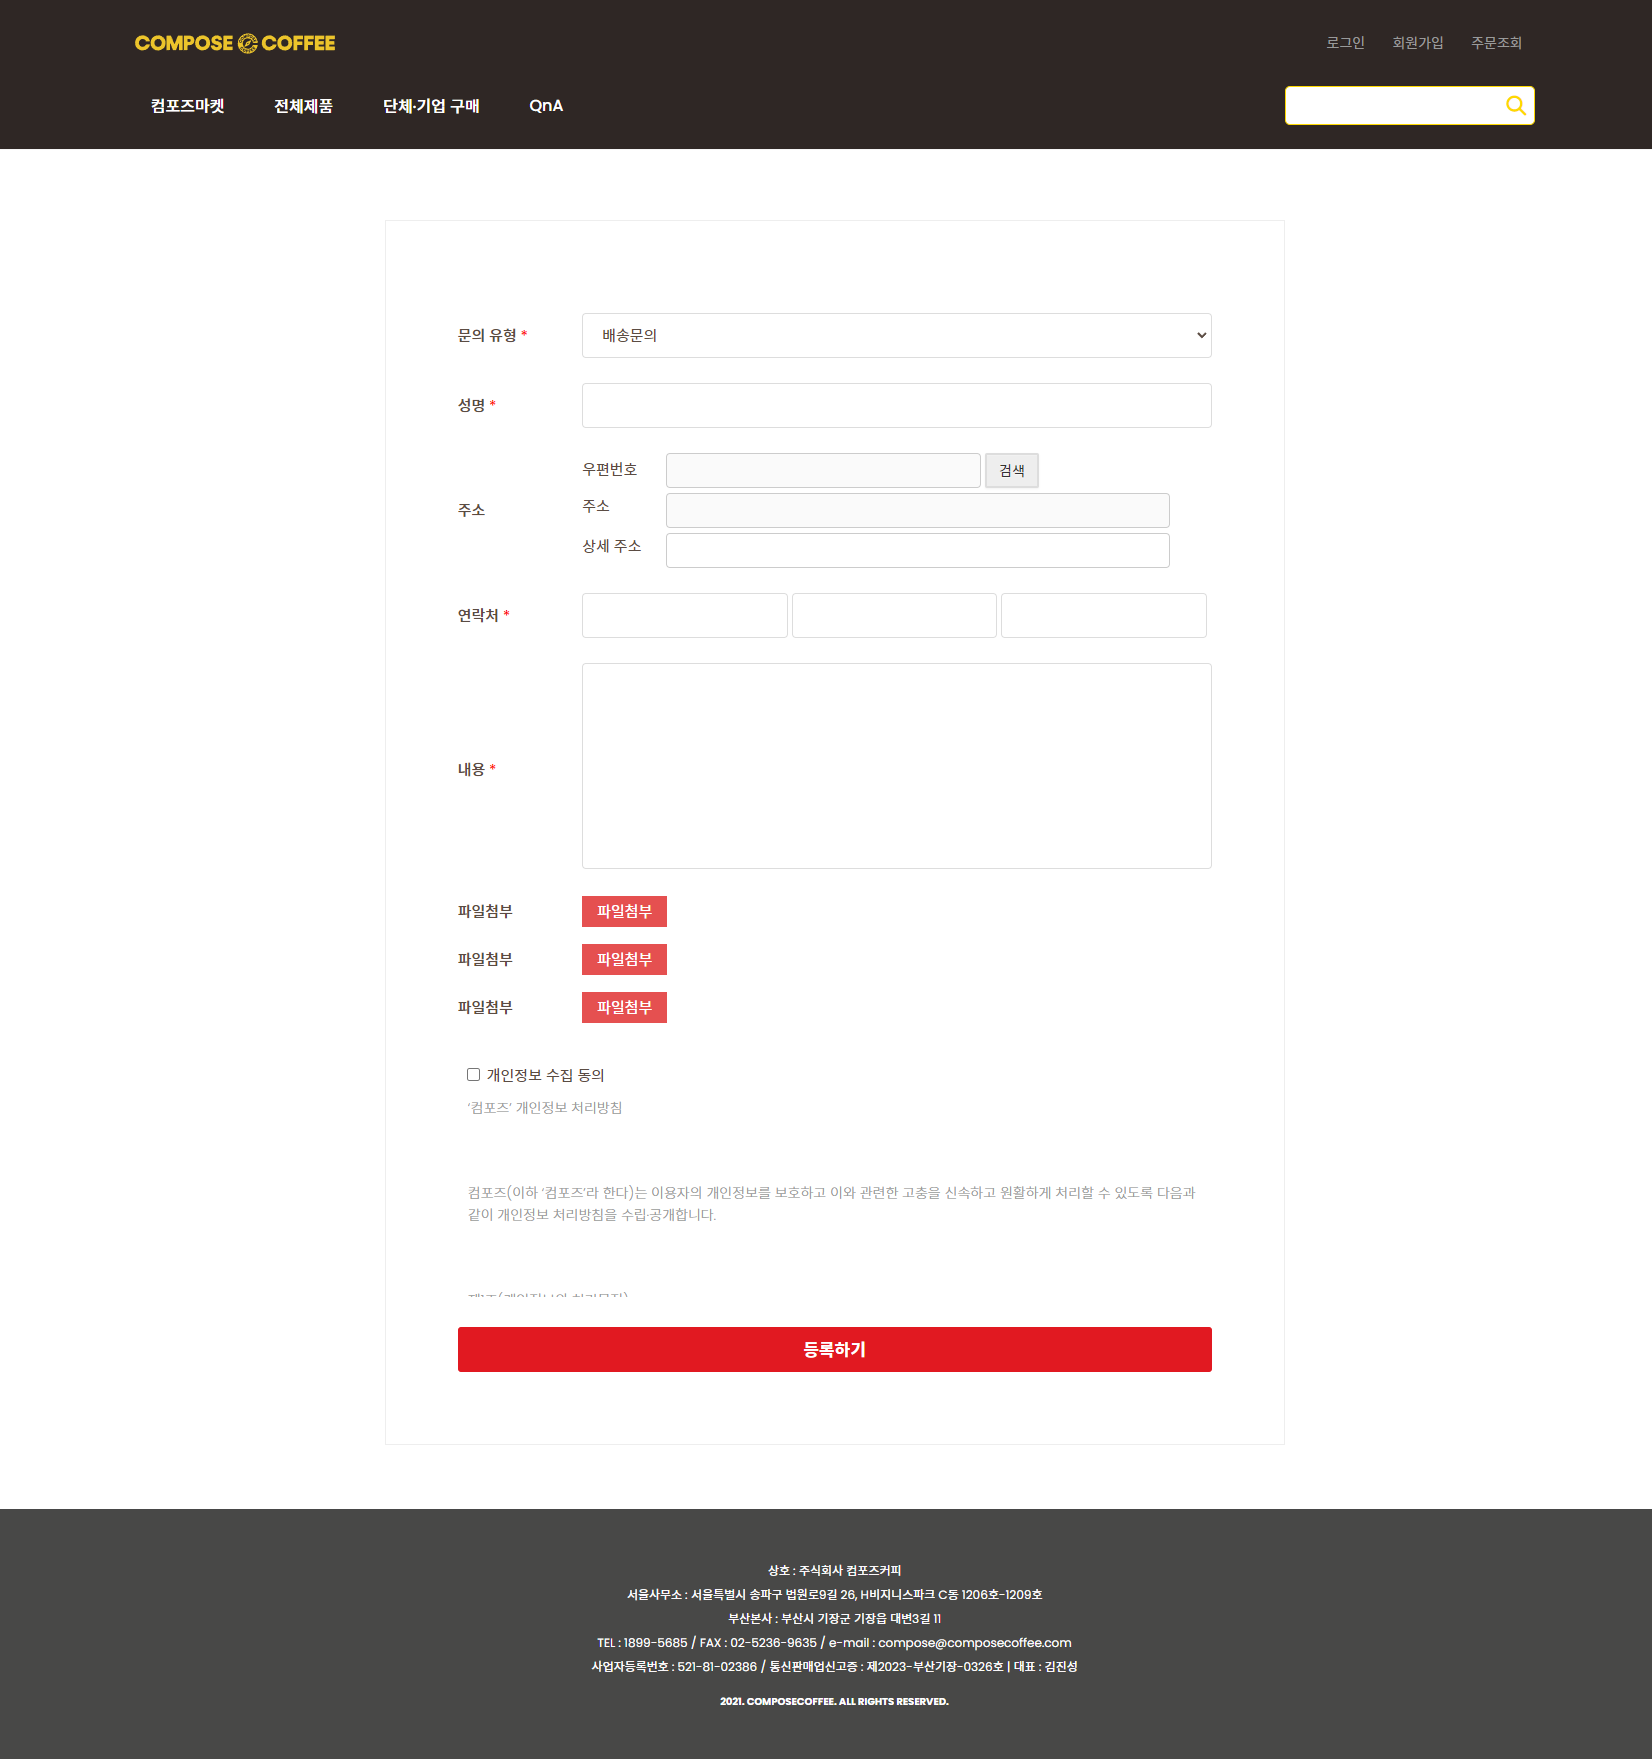 COMPOSE COFFEE
로그인 회원가입 주문조회
컴포즈마켓 전체제품 단체·기업 구매 QnA
문의 유형 * 배송문의
성명 *
우편번호 검색
주소 주소
상세 주소
연락처 *
내용 *
파일첨부 파일첨부
파일첨부 파일첨부
파일첨부 파일첨부
개인정보 수집 동의
‘컴포즈’ 개인정보 처리방침
컴포즈(이하 ‘컴포즈’라 한다)는 이용자의 개인정보를 보호하고 이와 관련한 고충을 신속하고 원활하게 처리할 수 있도록 다음과
같이 개인정보 처리방침을 수립·공개합니다.
등록하기
상호 : 주식회사 컴포즈커피
서울사무소 : 서울특별시 송파구 법원로9길 26, H비지니스파크 C동 1206호-1209호
부산본사 : 부산시 기장군 기장읍 대변3길 11
TEL : 1899-5685 / FAX : 02-5236-9635 / e-mail : compose@composecoffee.com
사업자등록번호 : 521-81-02386 / 통신판매업신고증 : 제2023-부산기장-0326호 | 대표 : 김진성
2021. COMPOSECOFFEE. ALL RIGHTS RESERVED.